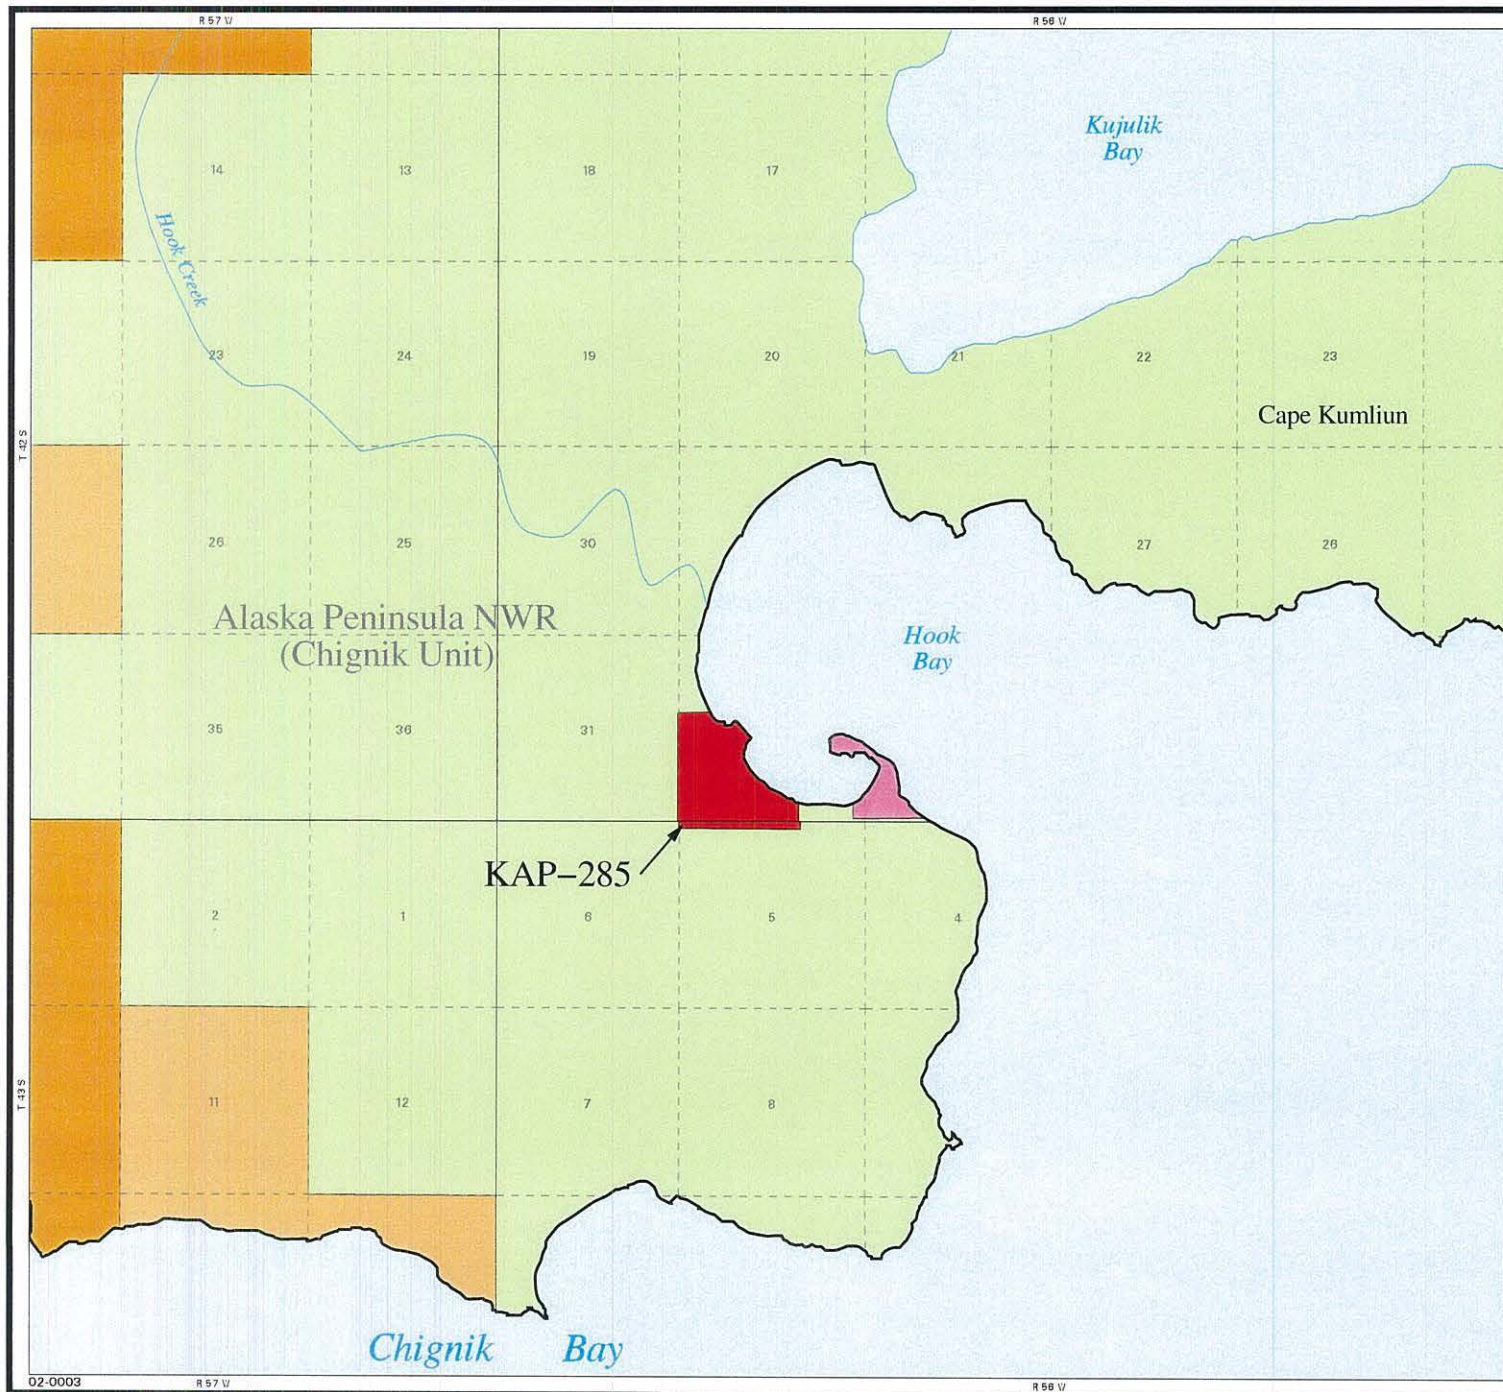 R 57 W
R 56 W
Kujulik
Bay
14
13
18
17
Hook Creek
23
24
19
20
21
22
23
Cape Kumliun
T 42 S
26
25
30
27
26
Alaska Peninsula NWR
(Chignik Unit)
Hook
Bay
35
36
31
KAP-285
2
1
6
5
4
T 43 S
11
12
7
8
Chignik Bay
02-0003
R 57 W
R 56 W